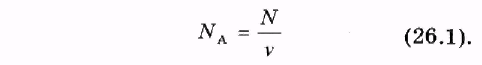 N_A = N/ν (26.1).